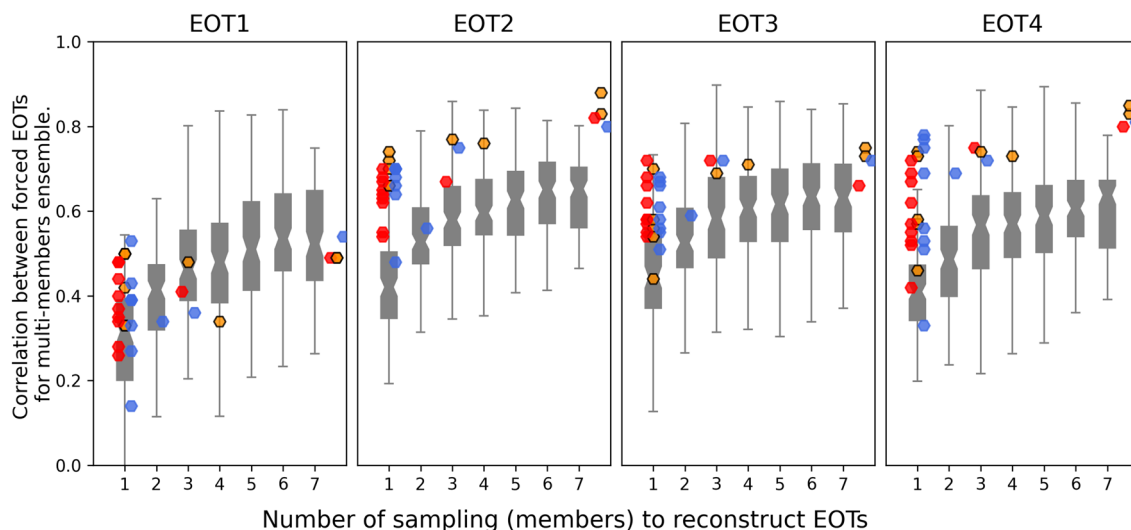 EOT1 EOT2 EOT3 EOT4
Correlation between forced EOTs
for multi-members ensemble.
1.0
0.8
0.6
0.4
0.2
0.0
1 2 3 4 5 6 7 1 2 3 4 5 6 7 1 2 3 4 5 6 7 1 2 3 4 5 6 7
Number of sampling (members) to reconstruct EOTs